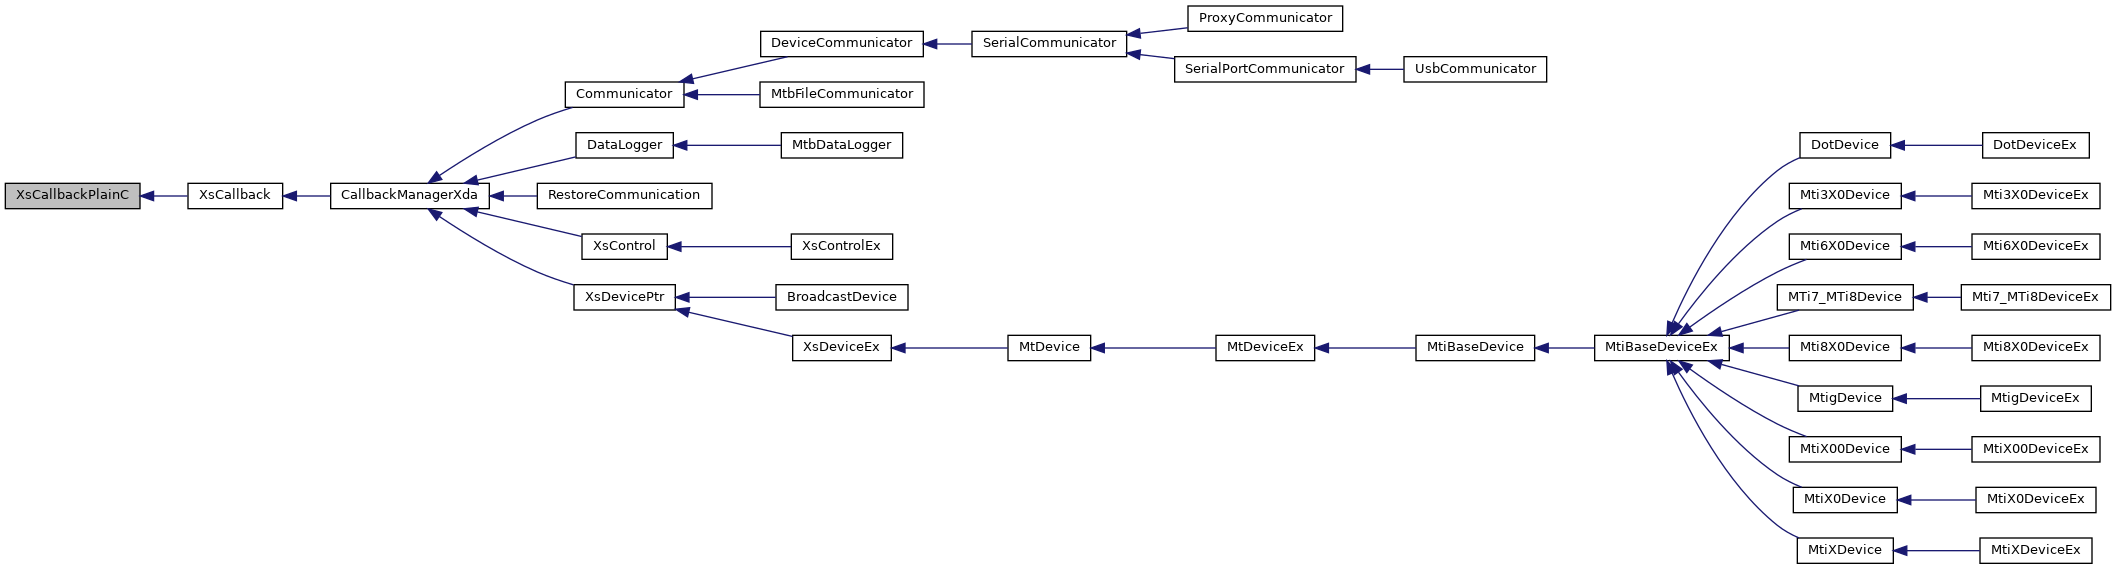 ProxyCommunicator
DeviceCommunicator
SerialCommunicator
SerialPortCommunicator
UsbCommunicator
Communicator
MtbFileCommunicator
DataLogger
MtbDataLogger
XsCallbackPlainC
XsCallback
CallbackManagerXda
RestoreCommunication
XsControl
XsControlEx
XsDevicePtr
BroadcastDevice
XsDeviceEx
MtDevice
MtDeviceEx
MtiBaseDevice
MtiBaseDeviceEx
DotDevice
DotDeviceEx
Mti3X0Device
Mti3X0DeviceEx
Mti6X0Device
Mti6X0DeviceEx
MTi7_MTi8Device
Mti7_MTi8DeviceEx
Mti8X0Device
Mti8X0DeviceEx
MtigDevice
MtigDeviceEx
MtiX00Device
MtiX00DeviceEx
MtiX0Device
MtiX0DeviceEx
MtiXDevice
MtiXDeviceEx